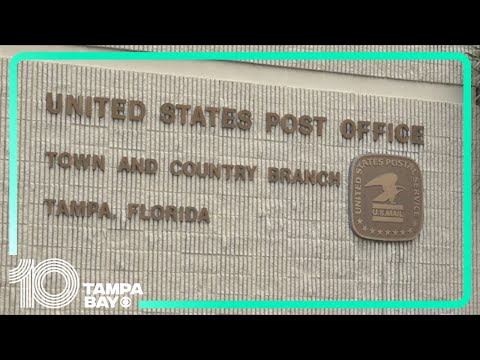 UNITED STATES POST OFFICE
TOWN AND COUNTRY BRANCH
TAMPA, FLORIDA
UNITED STATES POSTAL SERVICE
U.S.MAIL
10
TAMPA
BAY